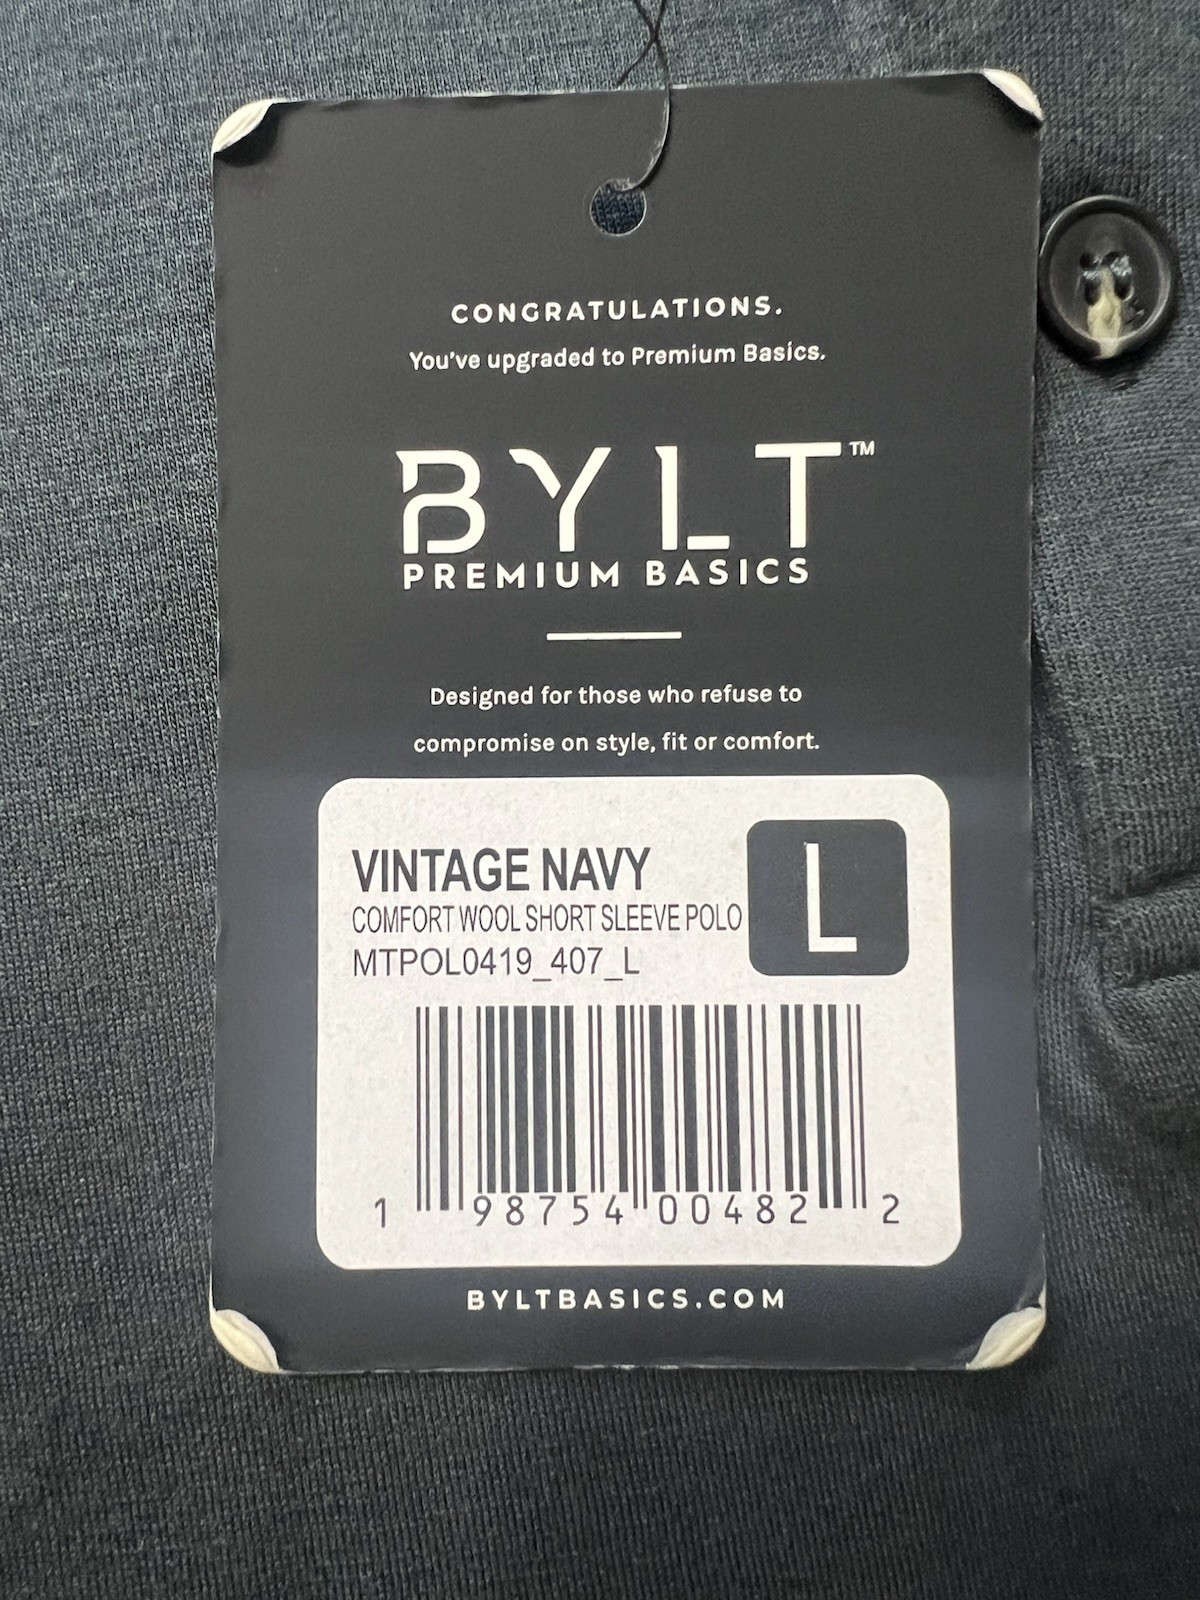 CONGRATULATIONS.
You've upgraded to Premium Basics.
BYLT™
PREMIUM BASICS
Designed for those who refuse to
compromise on style, fit or comfort.
VINTAGE NAVY
L
COMFORT WOOL SHORT SLEEVE POLO
MTPOL0419_407_L
1 98754 00482 2
BYLTBASICS.COM